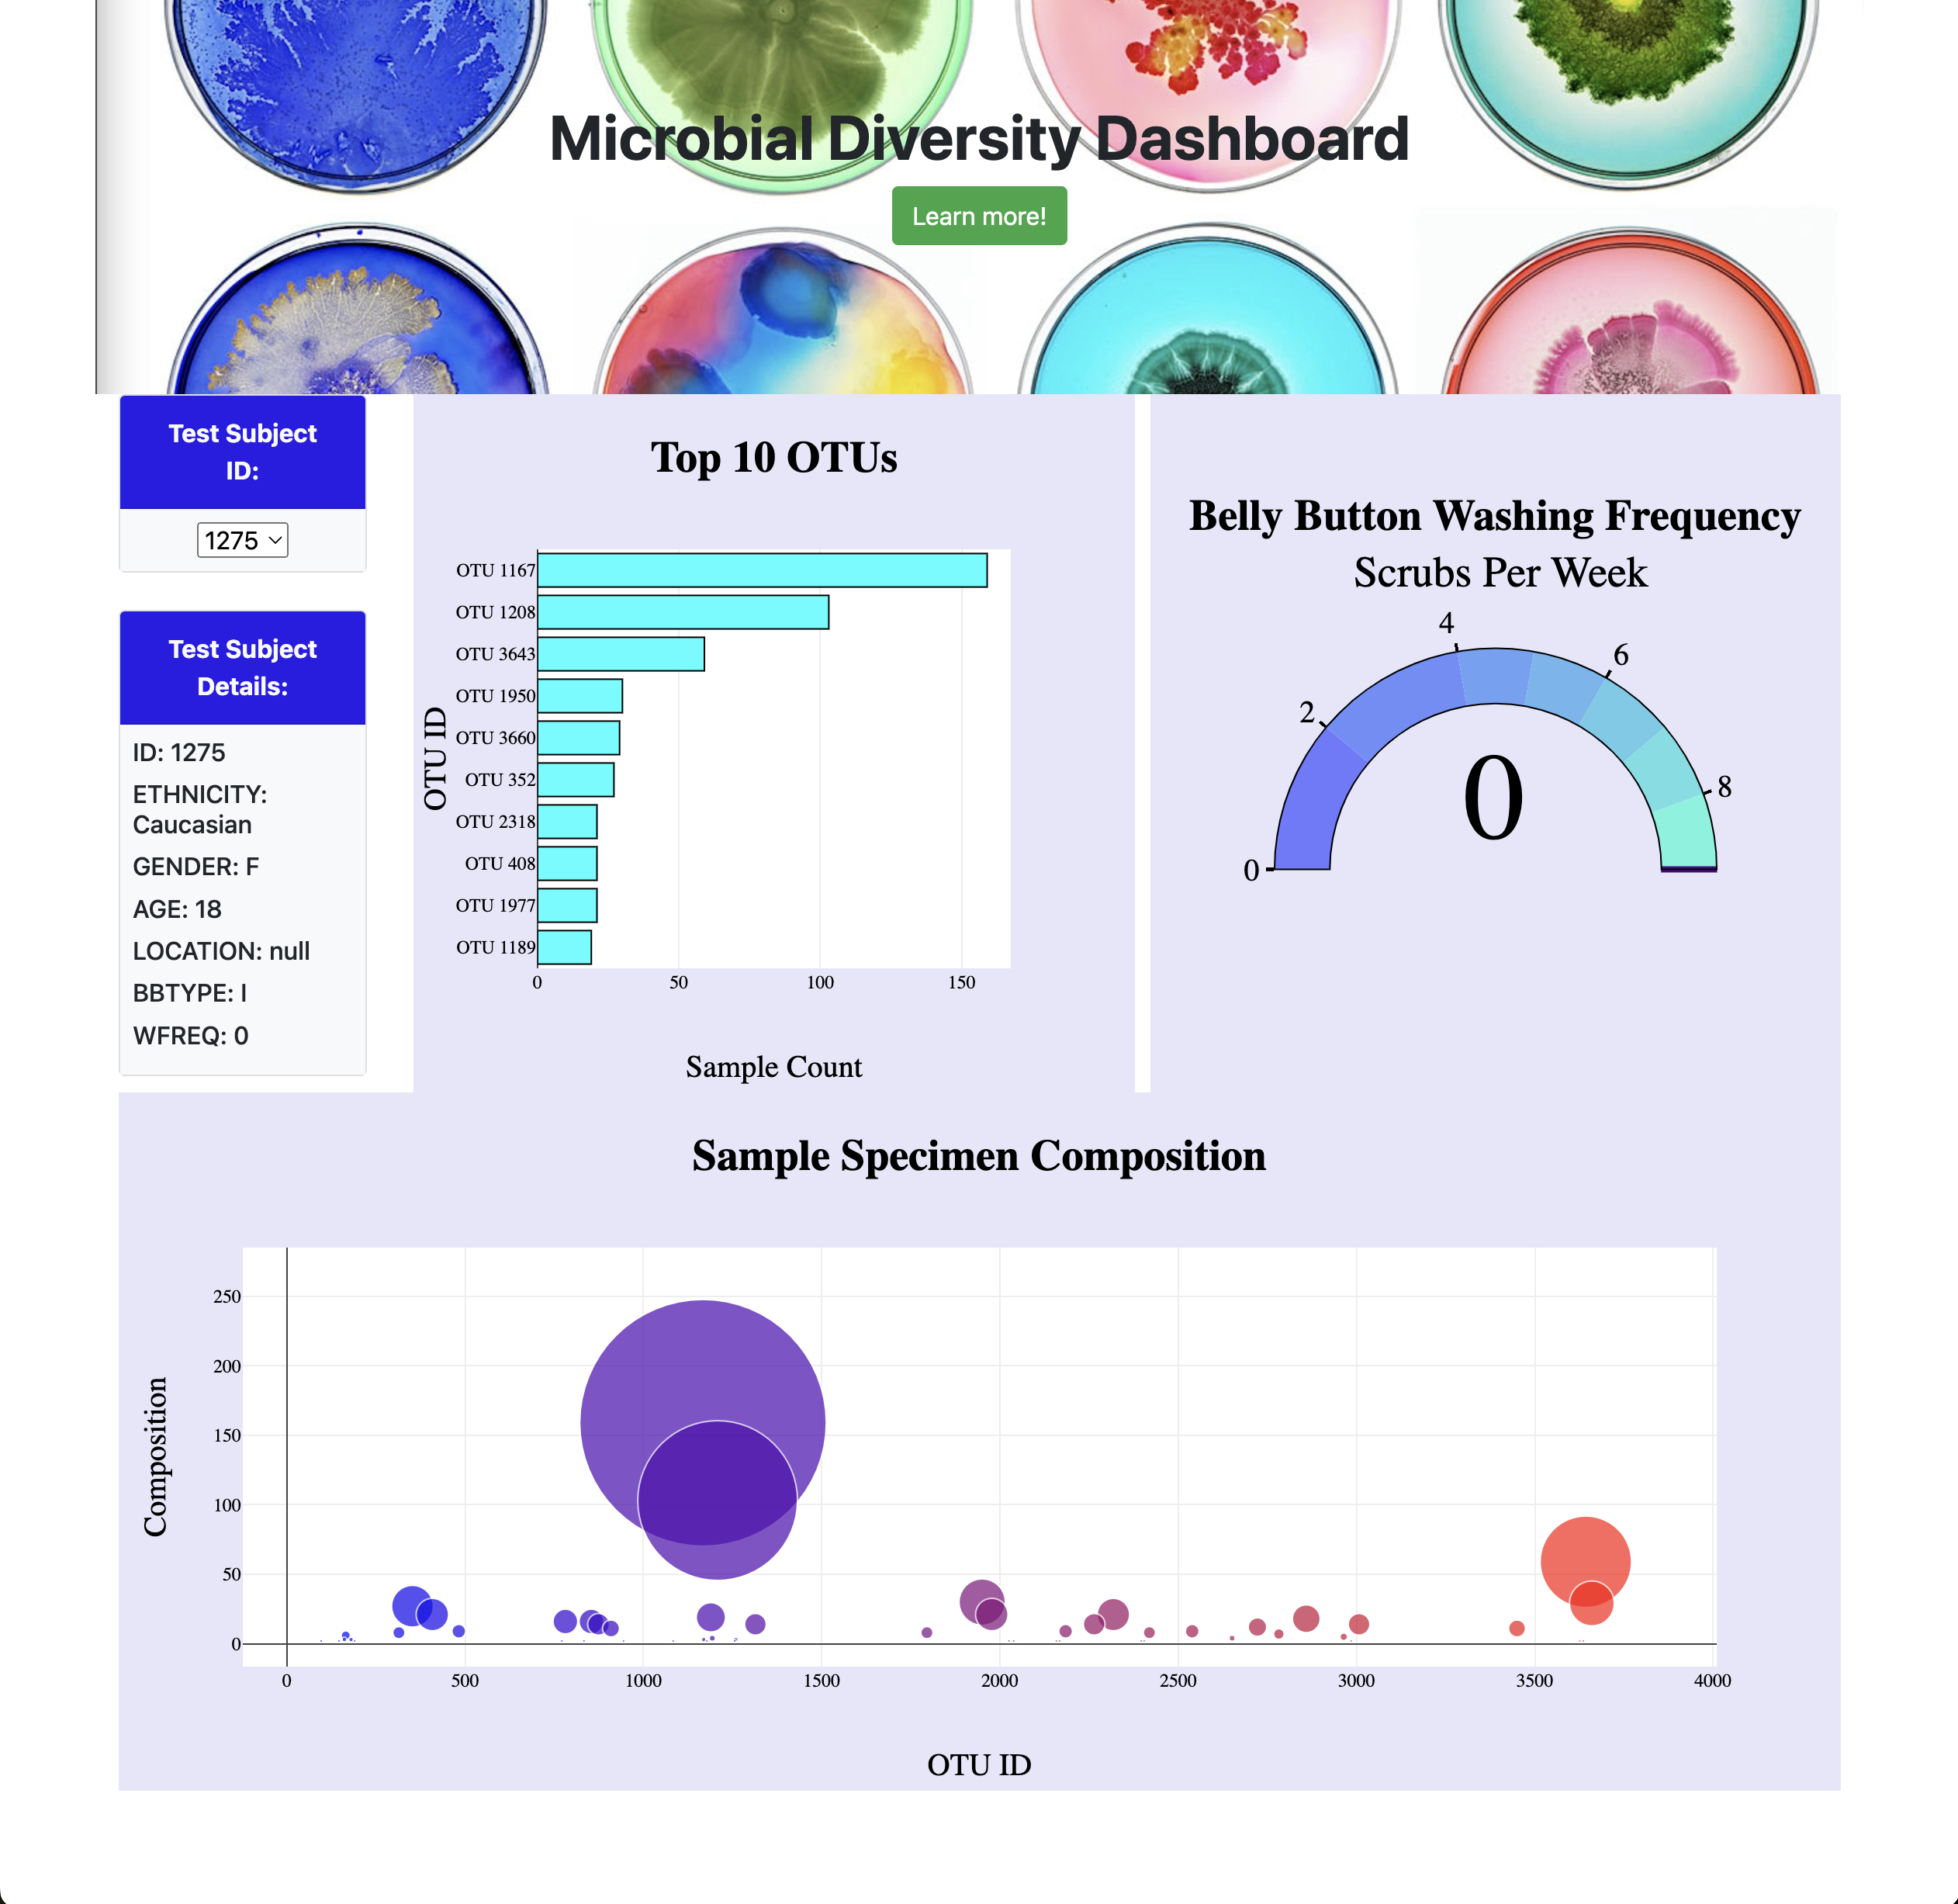 Microbial Diversity Dashboard
Learn more!
Test Subject
ID:
1275
Test Subject
Details:
ID: 1275
ETHNICITY:
Caucasian
GENDER: F
AGE: 18
LOCATION: null
BBTYPE: I
WFREQ: 0
Top 10 OTUs
OTU ID
OTU 1167
OTU 1208
OTU 3643
OTU 1950
OTU 3660
OTU 352
OTU 2318
OTU 408
OTU 1977
OTU 1189
0 50 100 150
Sample Count
Belly Button Washing Frequency
Scrubs Per Week
0
2
4
6
8
0
Sample Specimen Composition
Composition
250
200
150
100
50
0
0 500 1000 1500 2000 2500 3000 3500 4000
OTU ID